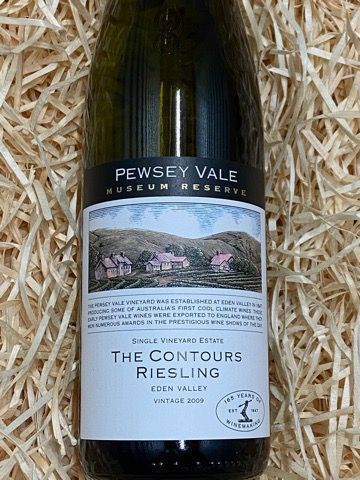 PEWSEY VALE
MUSEUM RESERVE
THE PEWSEY VALE VINEYARD WAS ESTABLISHED AT EDEN VALLEY IN 1847
PRODUCING SOME OF AUSTRALIA'S FIRST COOL CLIMATE WINES. THESE
EARLY PEWSEY VALE WINES WERE EXPORTED TO ENGLAND WHERE THEY
WON NUMEROUS AWARDS IN THE PRESTIGIOUS WINE SHOWS OF THE DAY.
SINGLE VINEYARD ESTATE
THE CONTOURS
RIESLING
EDEN VALLEY
VINTAGE 2009
165 YEARS OF
EST 1847
WINEMAKING